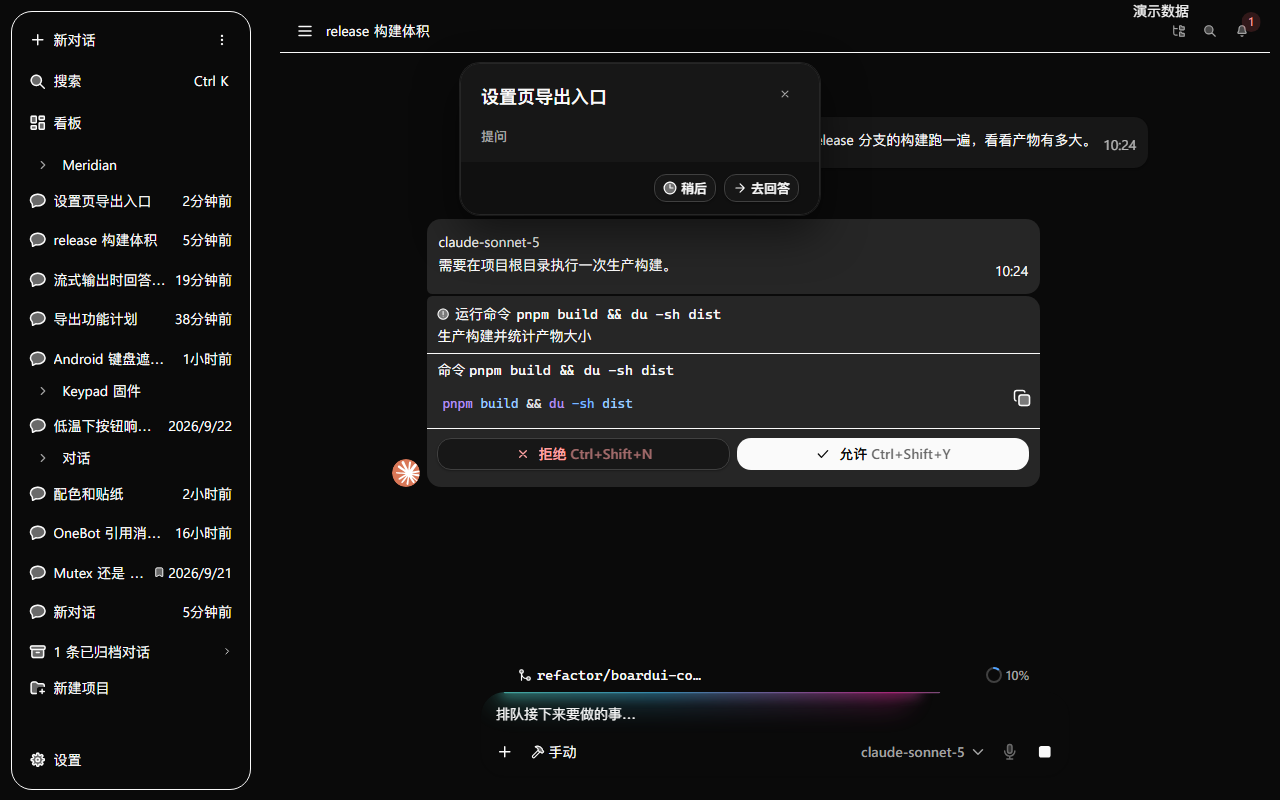 演示数据
新对话
搜索 Ctrl K
看板
Meridian
设置页导出入口 2分钟前
release 构建体积 5分钟前
流式输出时回答... 19分钟前
导出功能计划 38分钟前
Android 键盘遮... 1小时前
Keypad 固件
低温下按钮响... 2026/9/22
对话
配色和贴纸 2小时前
OneBot 引用消... 16小时前
Mutex 还是 ... 2026/9/21
新对话 5分钟前
1 条已归档对话
新建项目
设置
release 构建体积
1
设置页导出入口
提问
稍后
去回答
elease 分支的构建跑一遍，看看产物有多大。 10:24
claude-sonnet-5
需要在项目根目录执行一次生产构建。
10:24
运行命令 pnpm build && du -sh dist
生产构建并统计产物大小
命令 pnpm build && du -sh dist
pnpm build && du -sh dist
拒绝 Ctrl+Shift+N
允许 Ctrl+Shift+Y
refactor/boardui-co…
10%
排队接下来要做的事...
手动
claude-sonnet-5